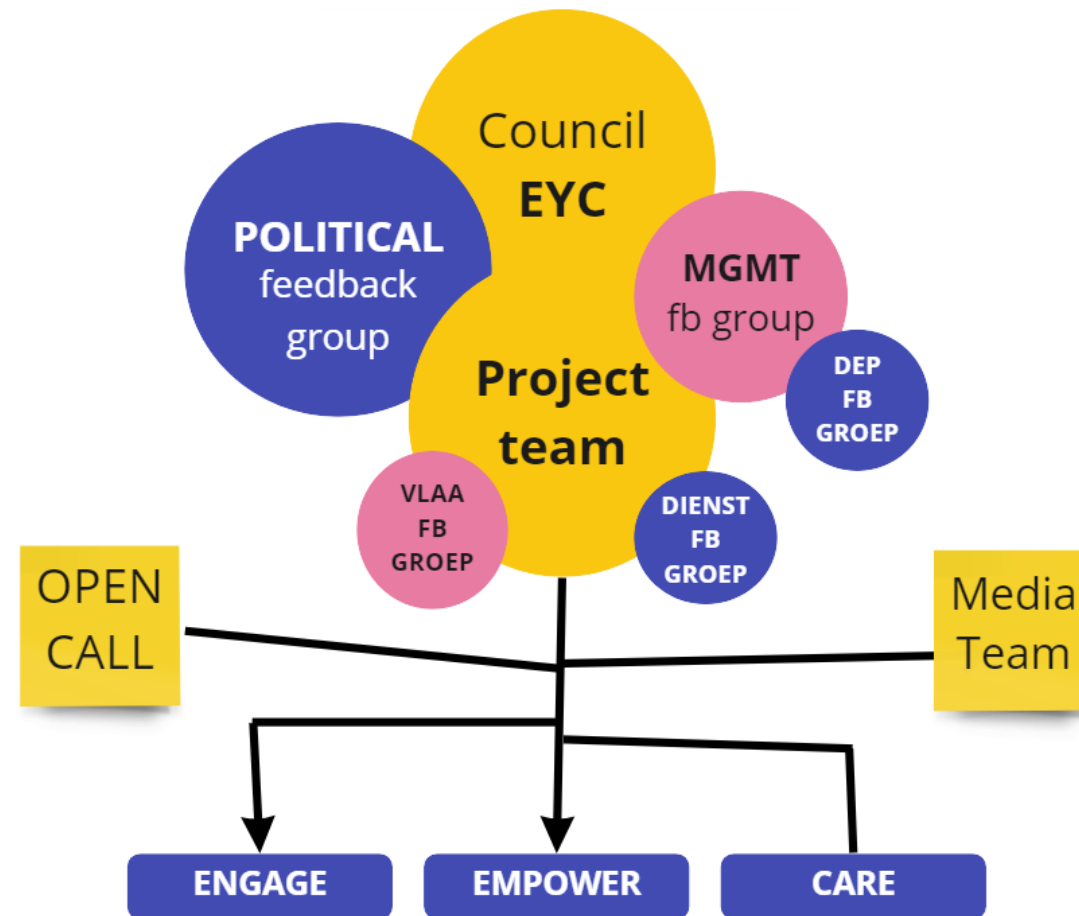 Council
EYC
POLITICAL
feedback
group
MGMT
fb group
Project
team
DEP
FB
GROEP
VLAA
FB
GROEP
DIENST
FB
GROEP
OPEN
CALL
Media
Team
ENGAGE
EMPOWER
CARE